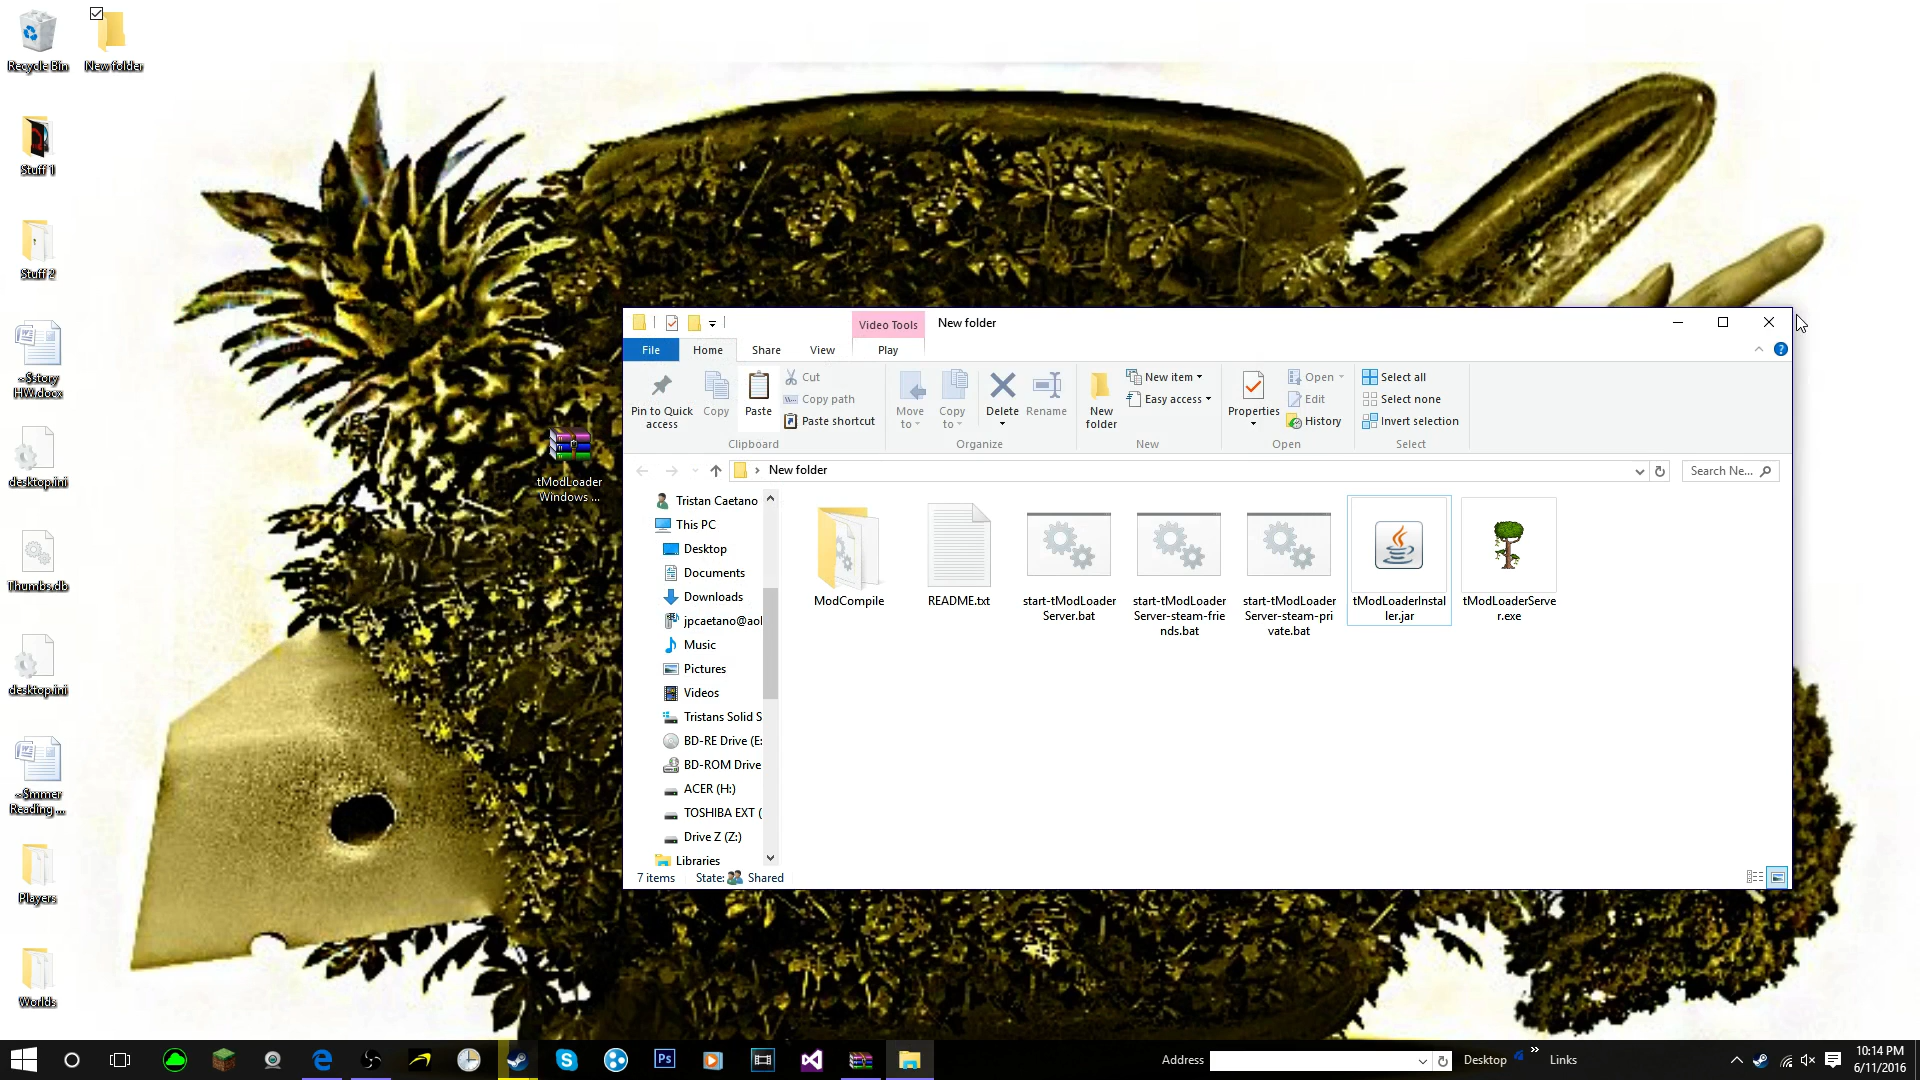 Recycle Bin
New folder
Stuff 1
Stuff 2
~$story
HW.docx
desktop.ini
Thumbs.db
desktop.ini
~$mmer
Reading ...
Players
Worlds
tModLoader
Windows ...
Video Tools
New folder
File
Home
Share
View
Play
Pin to Quick
access
Copy
Paste
Cut
Copy path
Paste shortcut
Clipboard
Move
to
Copy
to
Delete
Rename
Organize
New
folder
New item
Easy access
New
Properties
Open
Edit
History
Open
Select all
Select none
Invert selection
Select
New folder
Search Ne...
Tristan Caetano
This PC
Desktop
Documents
Downloads
jpcaetano@aol
Music
Pictures
Videos
Tristans Solid S
BD-RE Drive (E:
BD-ROM Drive
ACER (H:)
TOSHIBA EXT (
Drive Z (Z:)
Libraries
ModCompile
README.txt
start-tModLoader
Server.bat
start-tModLoader
Server-steam-frie
nds.bat
start-tModLoader
Server-steam-pri
vate.bat
tModLoaderInstal
ler.jar
tModLoaderServe
r.exe
7 items
State:
Shared
Ps
Address
Desktop
»
Links
10:14 PM
6/11/2016